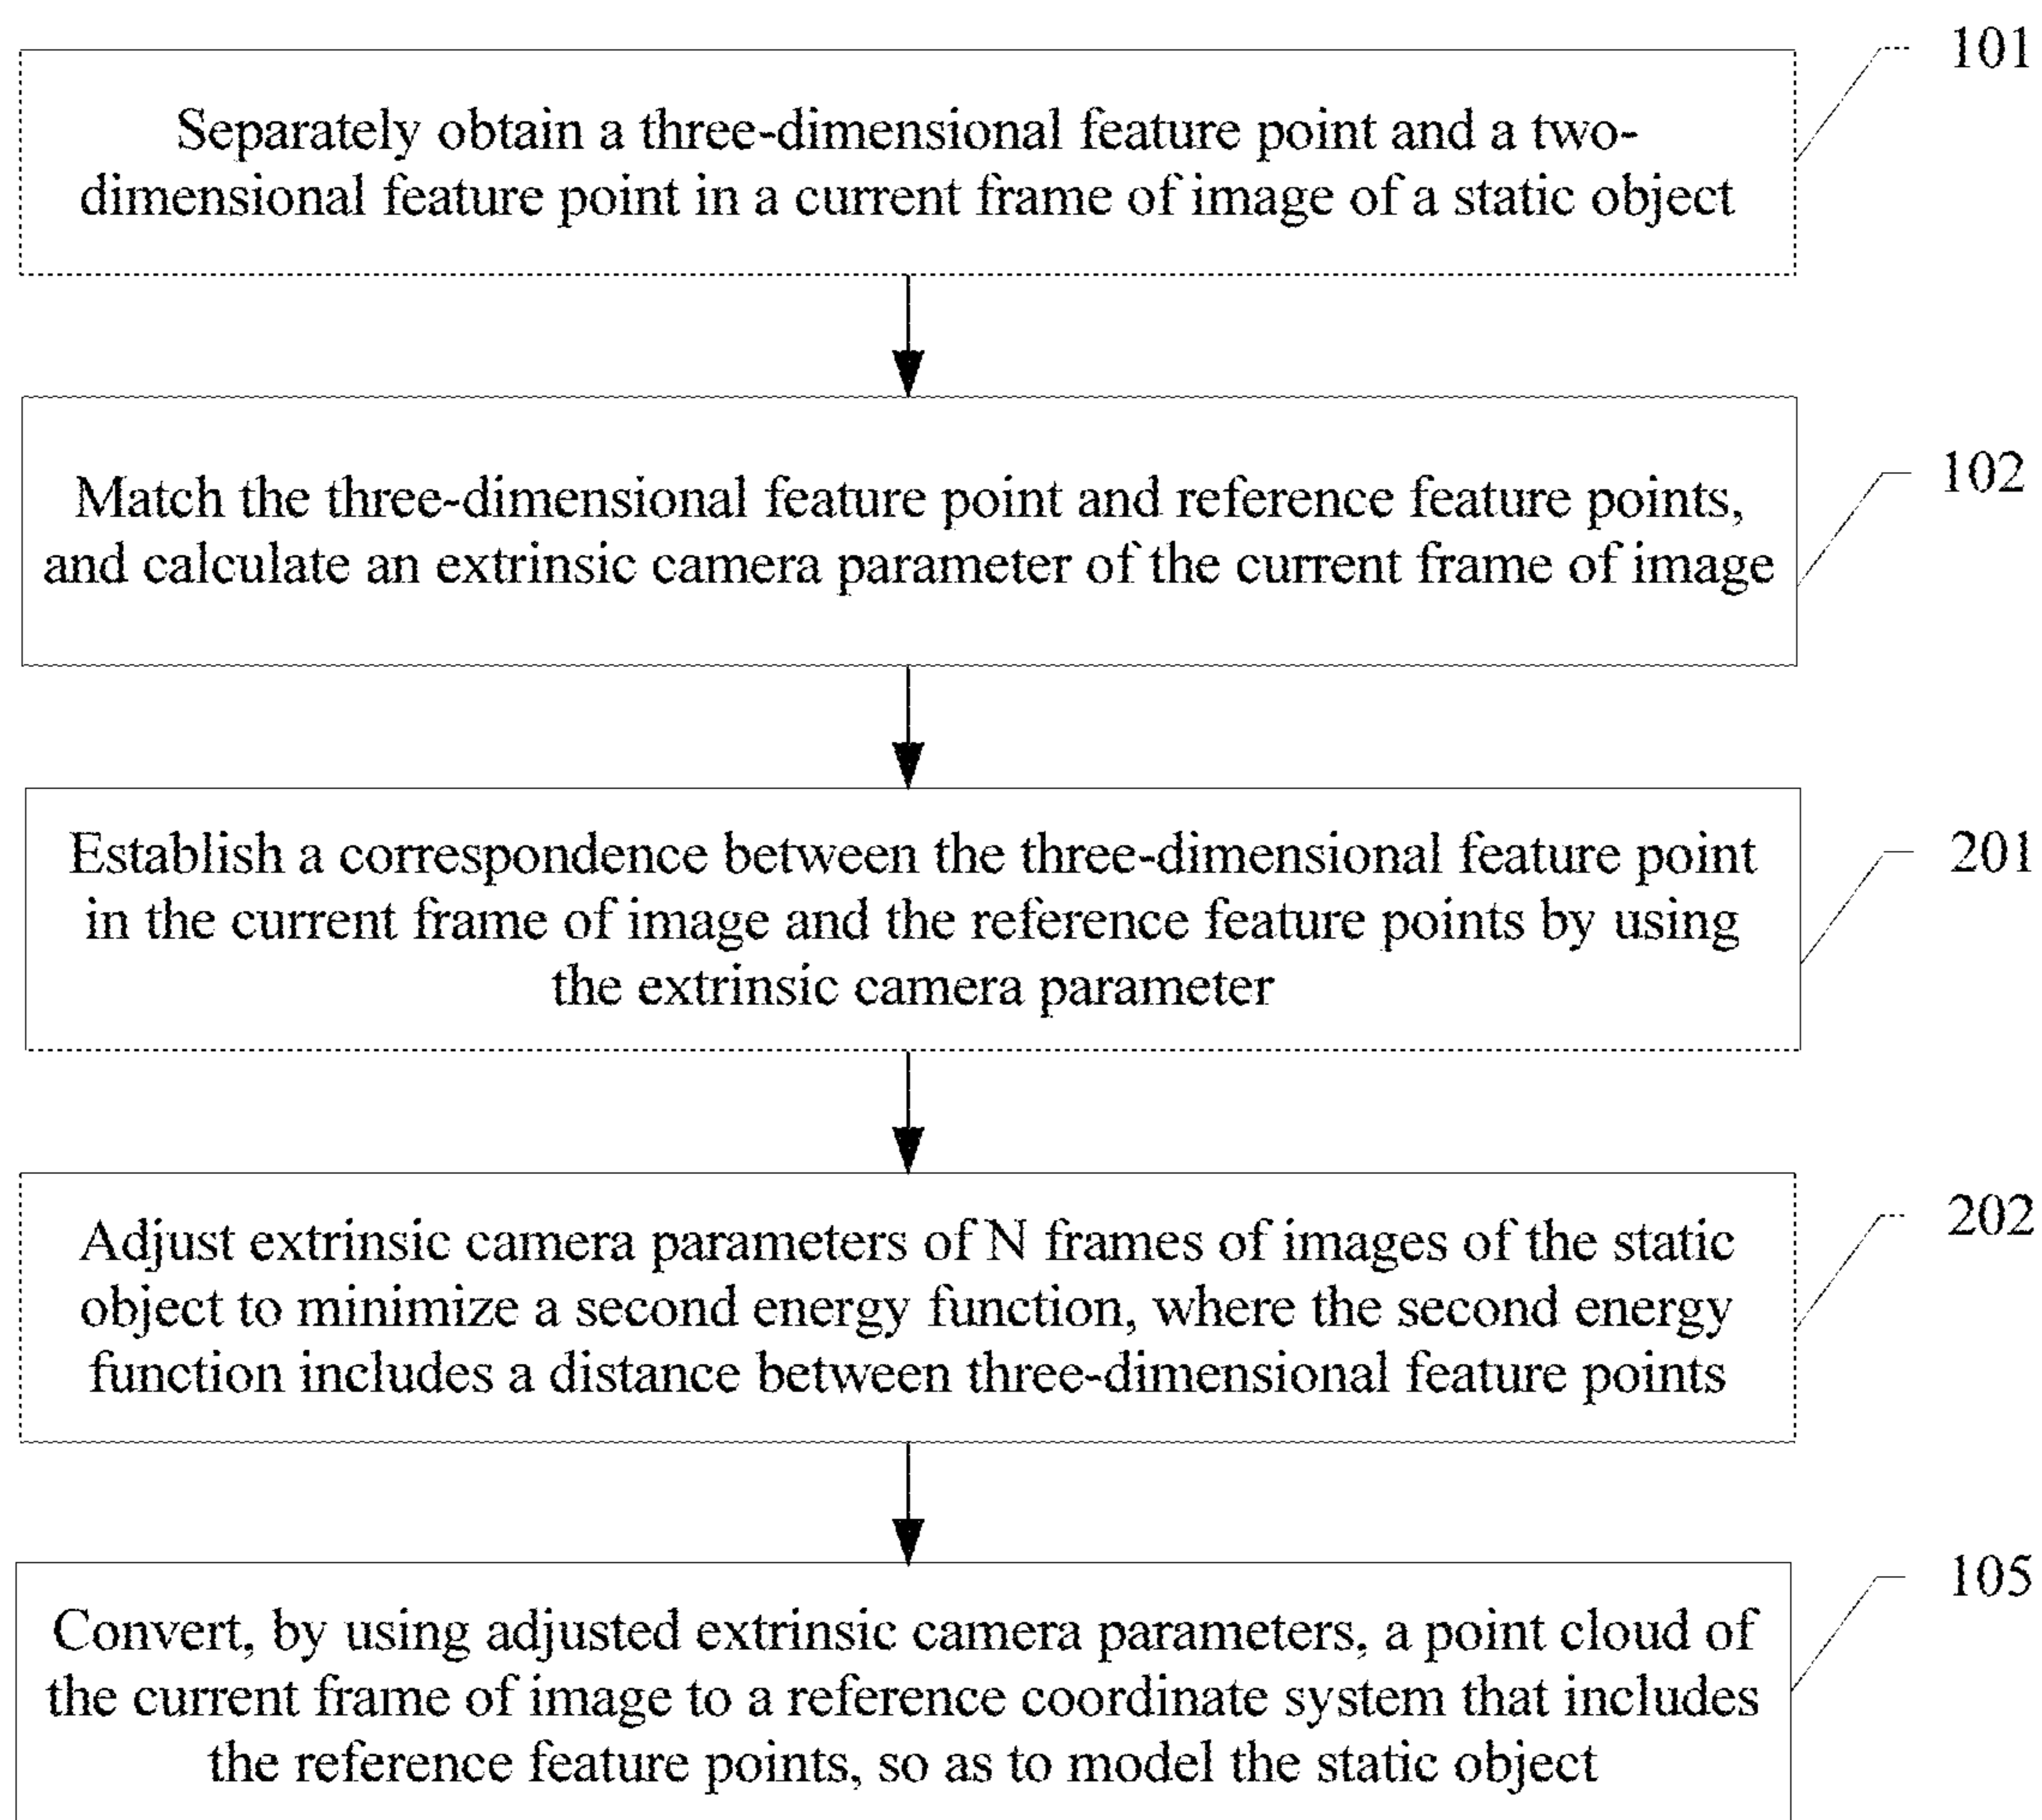 101
Separately obtain a three-dimensional feature point and a two-
dimensional feature point in a current frame of image of a static object
102
Match the three-dimensional feature point and reference feature points,
and calculate an extrinsic camera parameter of the current frame of image
201
Establish a correspondence between the three-dimensional feature point
in the current frame of image and the reference feature points by using
the extrinsic camera parameter
202
Adjust extrinsic camera parameters of N frames of images of the static
object to minimize a second energy function, where the second energy
function includes a distance between three-dimensional feature points
105
Convert, by using adjusted extrinsic camera parameters, a point cloud of
the current frame of image to a reference coordinate system that includes
the reference feature points, so as to model the static object